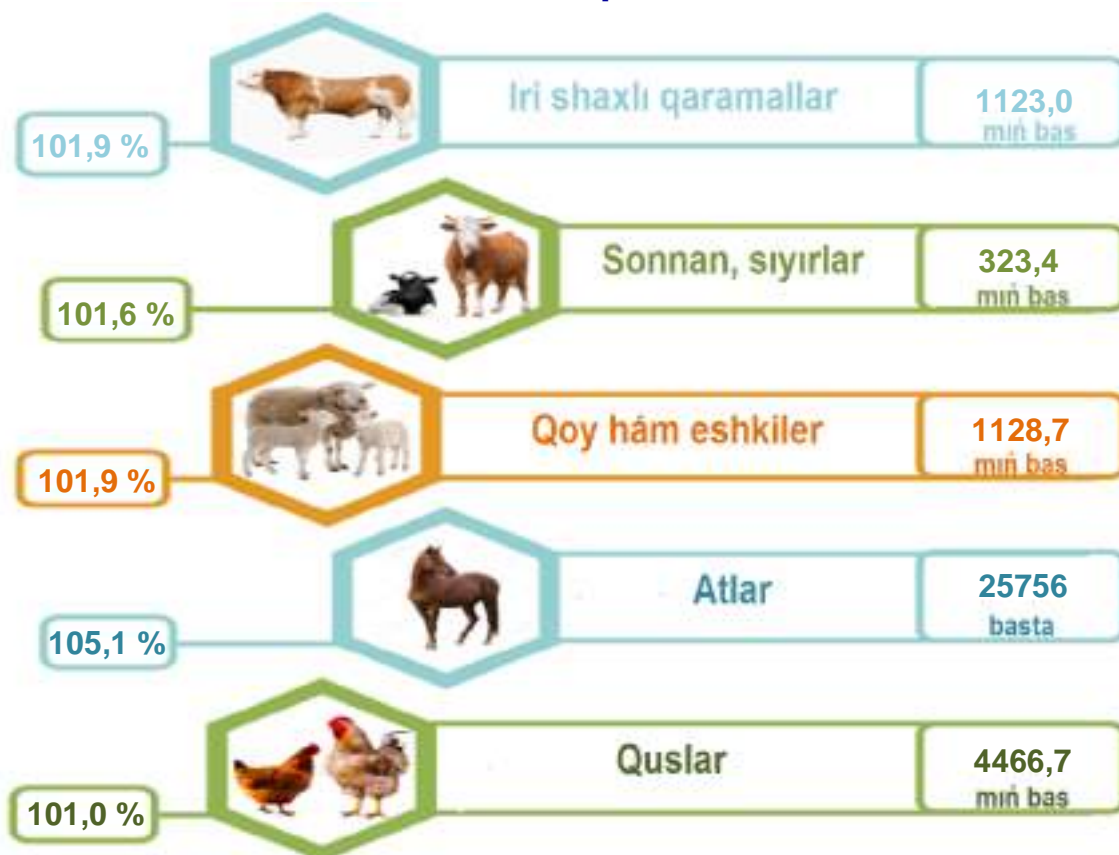 Iri shaxlı qaramallar
1123,0
mıń bas
101,9 %
Sonnan, sıyırlar
323,4
mıń bas
101,6 %
Qoy hám eshkiler
1128,7
mıń bas
101,9 %
Atlar
25756
basta
105,1 %
Quslar
4466,7
mıń bas
101,0 %